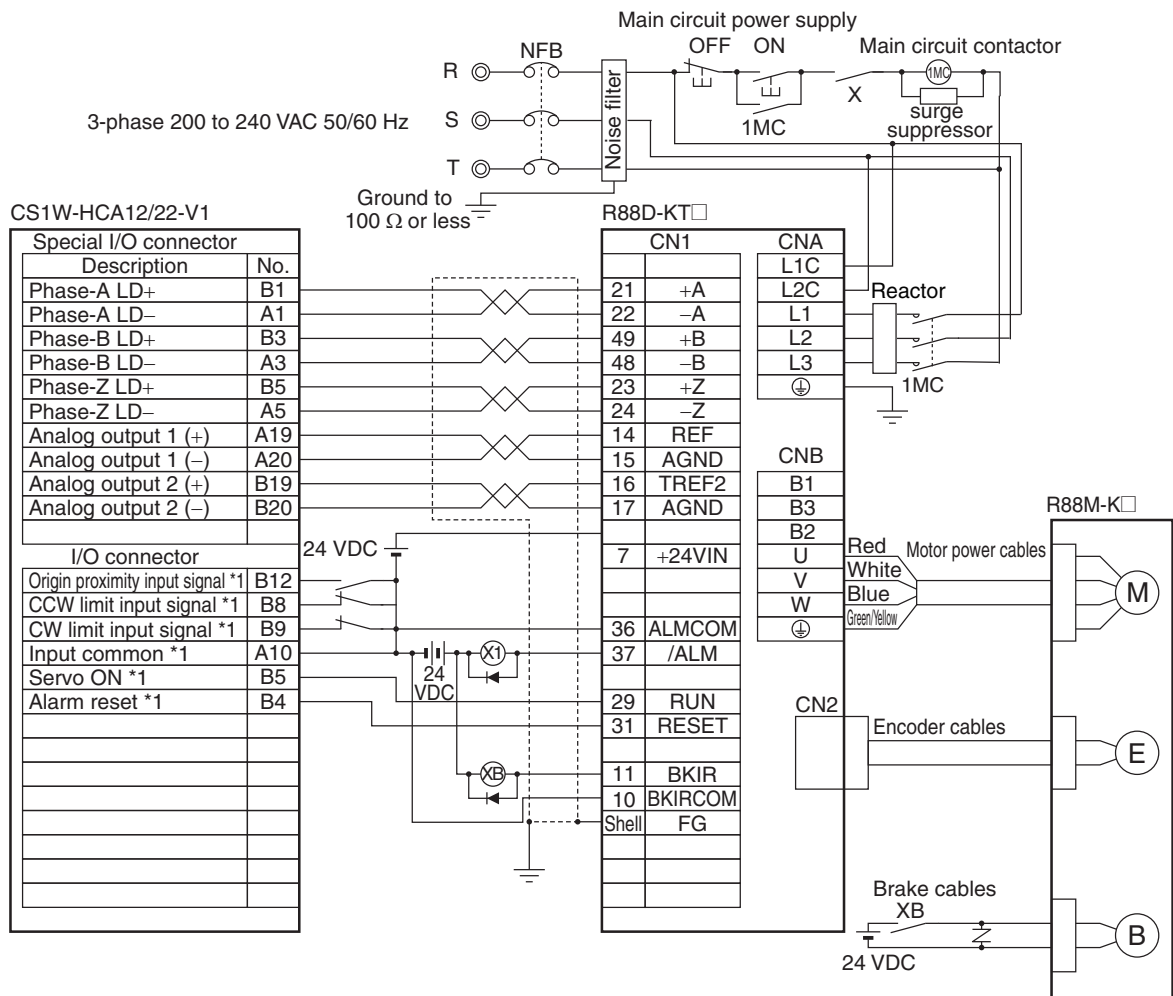 Main circuit power supply
NFB
OFF ON
Main circuit contactor
R
1MC
X
S
3-phase 200 to 240 VAC 50/60 Hz
Noise filter
1MC
surge
suppressor
T
Ground to
100 Ω or less
CS1W-HCA12/22-V1
R88D-KT□
Special I/O connector
CN1
CNA
Description No.
L1C
Phase-A LD+ B1
21 +A
L2C
Reactor
Phase-A LD− A1
22 −A
L1
Phase-B LD+ B3
49 +B
L2
Phase-B LD− A3
48 −B
L3
1MC
Phase-Z LD+ B5
23 +Z
Phase-Z LD− A5
24 −Z
Analog output 1 (+) A19
14 REF
Analog output 1 (−) A20
15 AGND
CNB
Analog output 2 (+) B19
16 TREF2
B1
Analog output 2 (−) B20
17 AGND
B3
R88M-K□
B2
I/O connector
24 VDC
7 +24VIN
U
Red
Motor power cables
Origin proximity input signal *1 B12
V
White
M
CCW limit input signal *1 B8
W
Blue
CW limit input signal *1 B9
36 ALMCOM
Green/Yellow
Input common *1 A10
X1
37 /ALM
24
VDC
Servo ON *1 B5
Alarm reset *1 B4
29 RUN
CN2
31 RESET
Encoder cables
E
XB
11 BKIR
10 BKIRCOM
Shell FG
Brake cables
XB
B
24 VDC